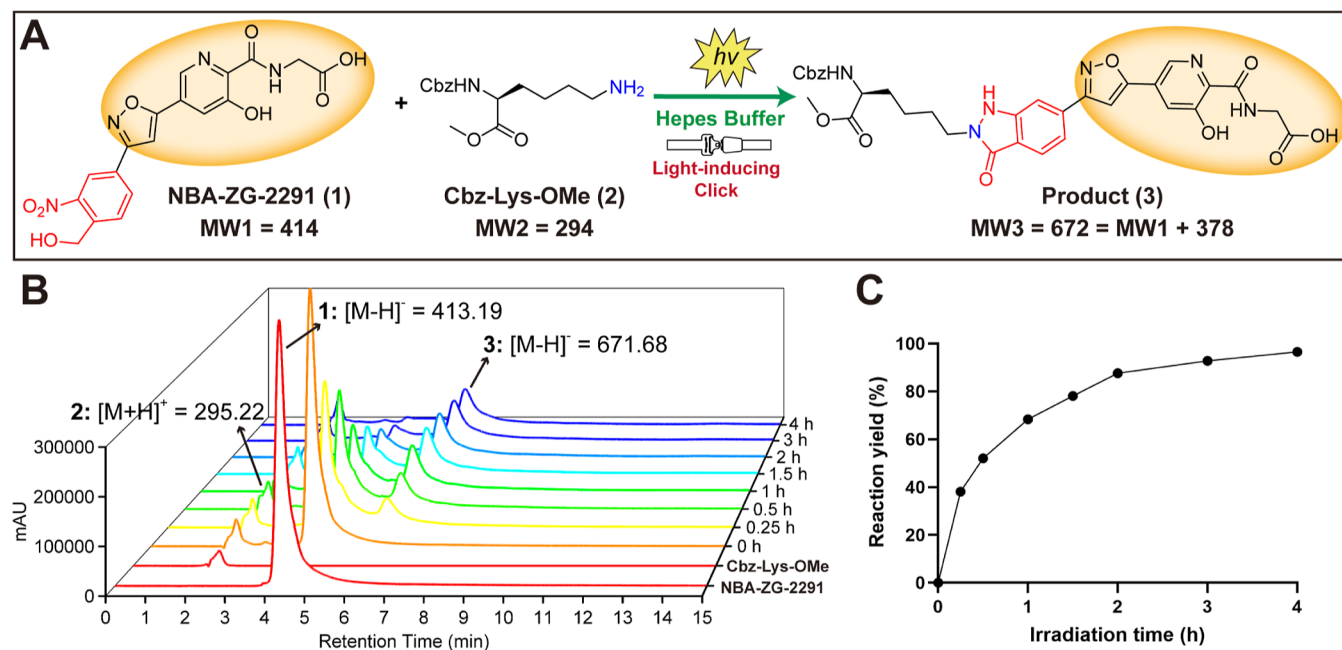 A
NBA-ZG-2291 (1)
MW1 = 414
O
N
O
NH
OH
OH
N
O
O₂N
HO
+
CbzHN
NH₂
O
O
Cbz-Lys-OMe (2)
MW2 = 294
hν
Hepes Buffer
Light-inducing
Click
CbzHN
O
O
H
N
N
O
N
O
N
O
HN
OH
O
OH
Product (3)
MW3 = 672 = MW1 + 378
B
1: [M-H]⁻ = 413.19
3: [M-H]⁻ = 671.68
2: [M+H]⁺ = 295.22
300000
200000
100000
0
mAU
4 h
3 h
2 h
1.5 h
1 h
0.5 h
0.25 h
0 h
Cbz-Lys-OMe
NBA-ZG-2291
0 1 2 3 4 5 6 7 8 9 10 11 12 13 14 15
Retention Time (min)
C
100
80
60
40
20
0
Reaction yield (%)
0 1 2 3 4
Irradiation time (h)